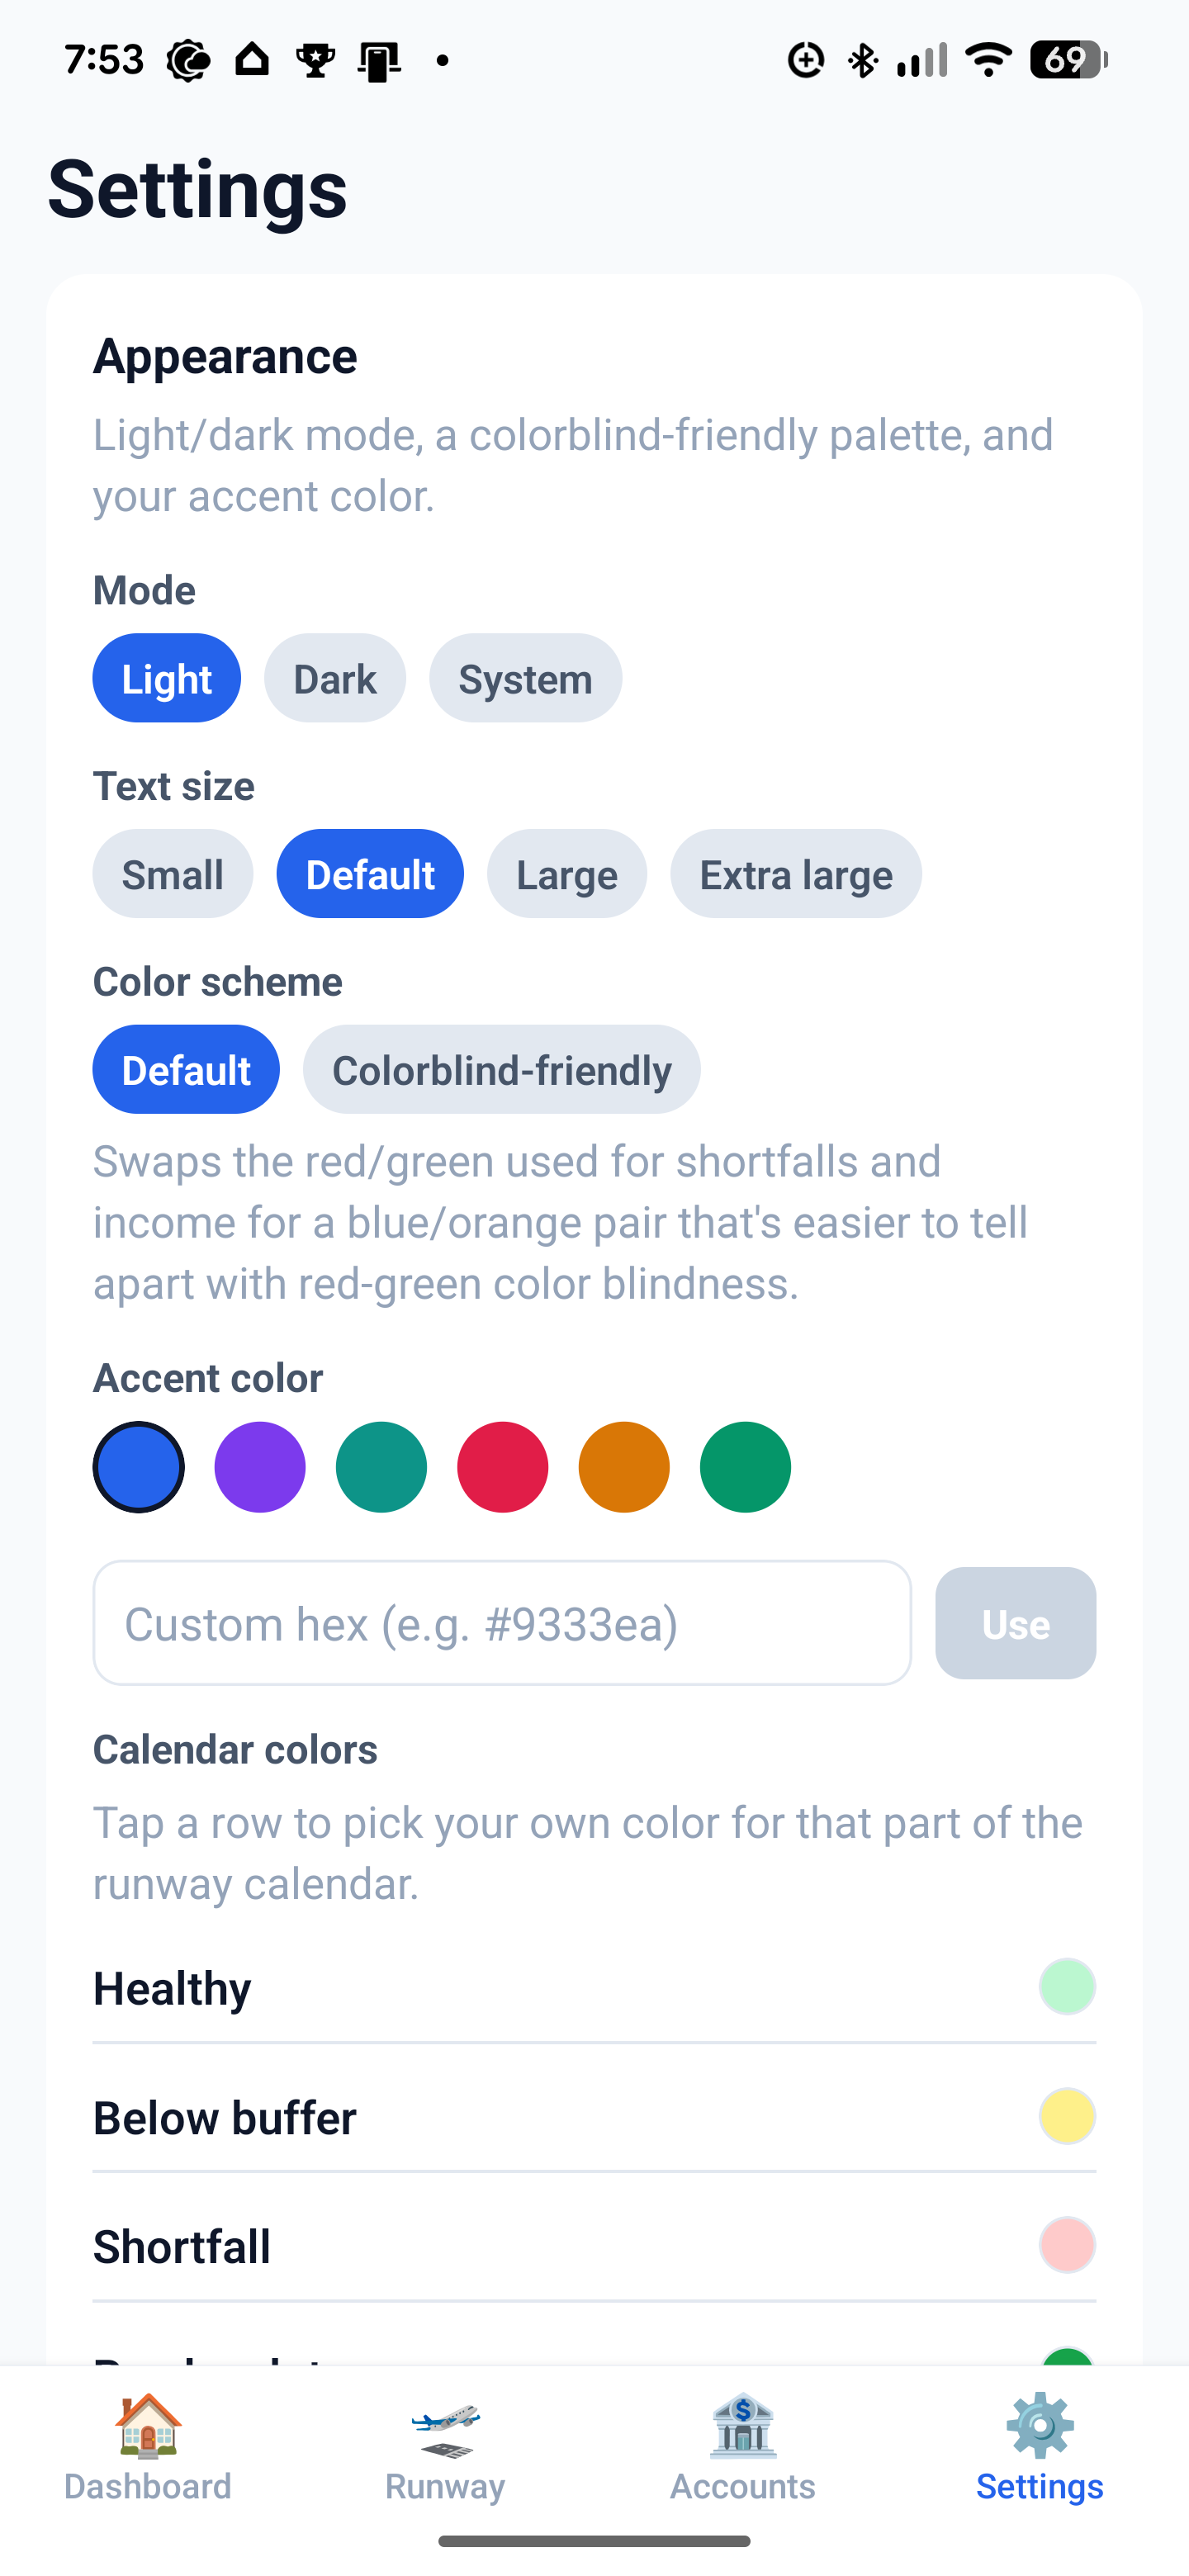 7:53
69
Settings
Appearance
Light/dark mode, a colorblind-friendly palette, and
your accent color.
Mode
Light Dark System
Text size
Small Default Large Extra large
Color scheme
Default Colorblind-friendly
Swaps the red/green used for shortfalls and
income for a blue/orange pair that's easier to tell
apart with red-green color blindness.
Accent color
Custom hex (e.g. #9333ea) Use
Calendar colors
Tap a row to pick your own color for that part of the
runway calendar.
Healthy
Below buffer
Shortfall
Dashboard Runway Accounts Settings